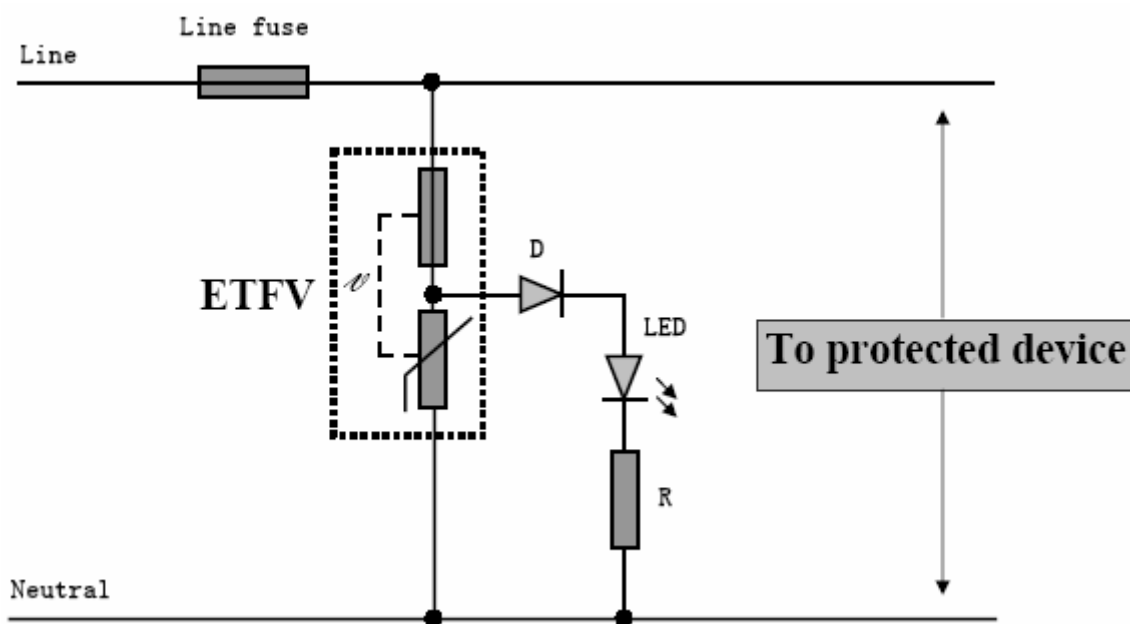 Line fuse
Line
D
ETFV
LED
To protected device
R
Neutral